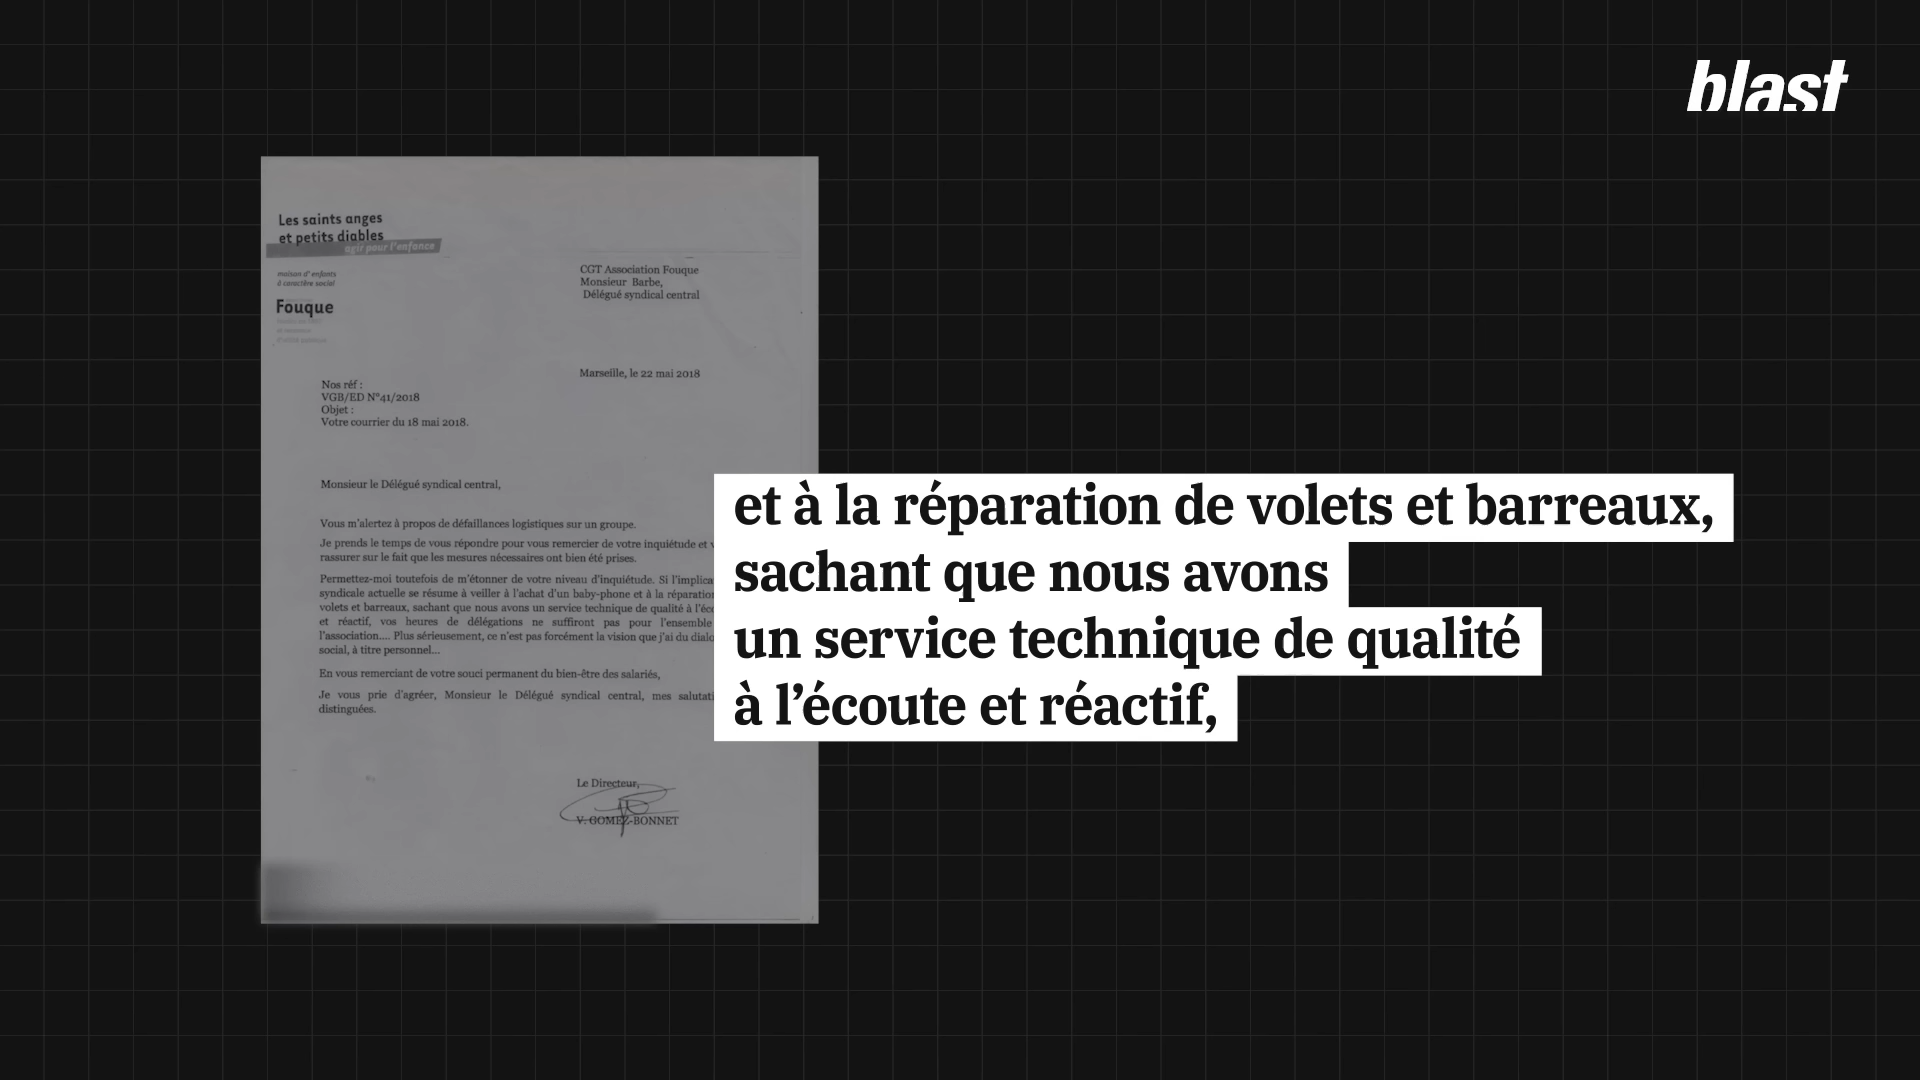 blast
Les saints anges
et petits diables
agir pour l'enfance
maison d'enfants
à caractère social
Fouque
CGT Association Fouque
Monsieur Barbe,
Délégué syndical central
Marseille, le 22 mai 2018
Nos réf :
VGB/ED N°41/2018
Objet :
Votre courrier du 18 mai 2018.
Monsieur le Délégué syndical central,
Vous m'alertez à propos de défaillances logistiques sur un groupe.
Je prends le temps de vous répondre pour vous remercier de votre inquiétude et
rassurer sur le fait que les mesures nécessaires ont bien été prises.
Permettez-moi toutefois de m'étonner de votre niveau d'inquiétude. Si
syndicale actuelle se résume à veiller à l'achat d'un baby-phone et à la réparation
volets et barreaux, sachant que nous avons un service technique de qualité à
et réactif, vos heures de délégations ne suffiront pas pour l'ensemble
l'association.... Plus sérieusement, ce n'est pas forcément la vision que j'ai du
social, à titre personnel...
En vous remerciant de votre souci permanent du bien-être des salariés,
Je vous prie d'agréer, Monsieur le Délégué syndical central, mes
distinguées.
Le Directeur,
V. GOMEZ-BONNET
et à la réparation de volets et barreaux,
sachant que nous avons
un service technique de qualité
à l'écoute et réactif,